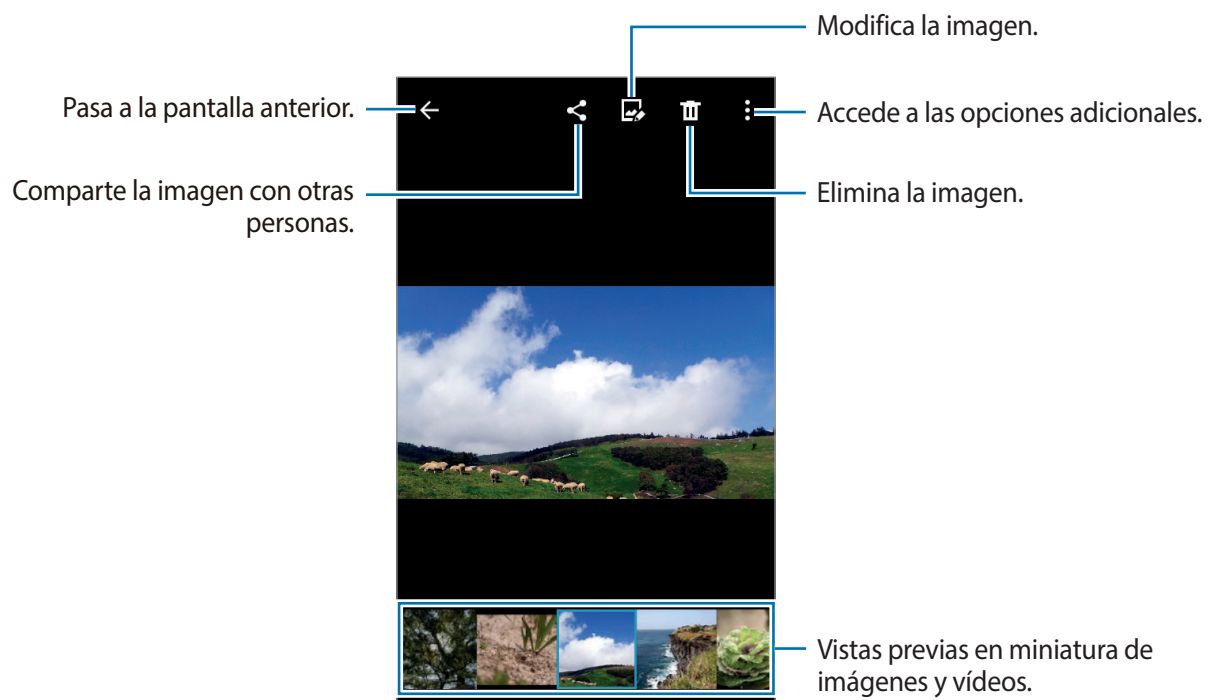 Modifica la imagen.
Pasa a la pantalla anterior.
Accede a las opciones adicionales.
Comparte la imagen con otras
personas.
Elimina la imagen.
Vistas previas en miniatura de
imágenes y vídeos.